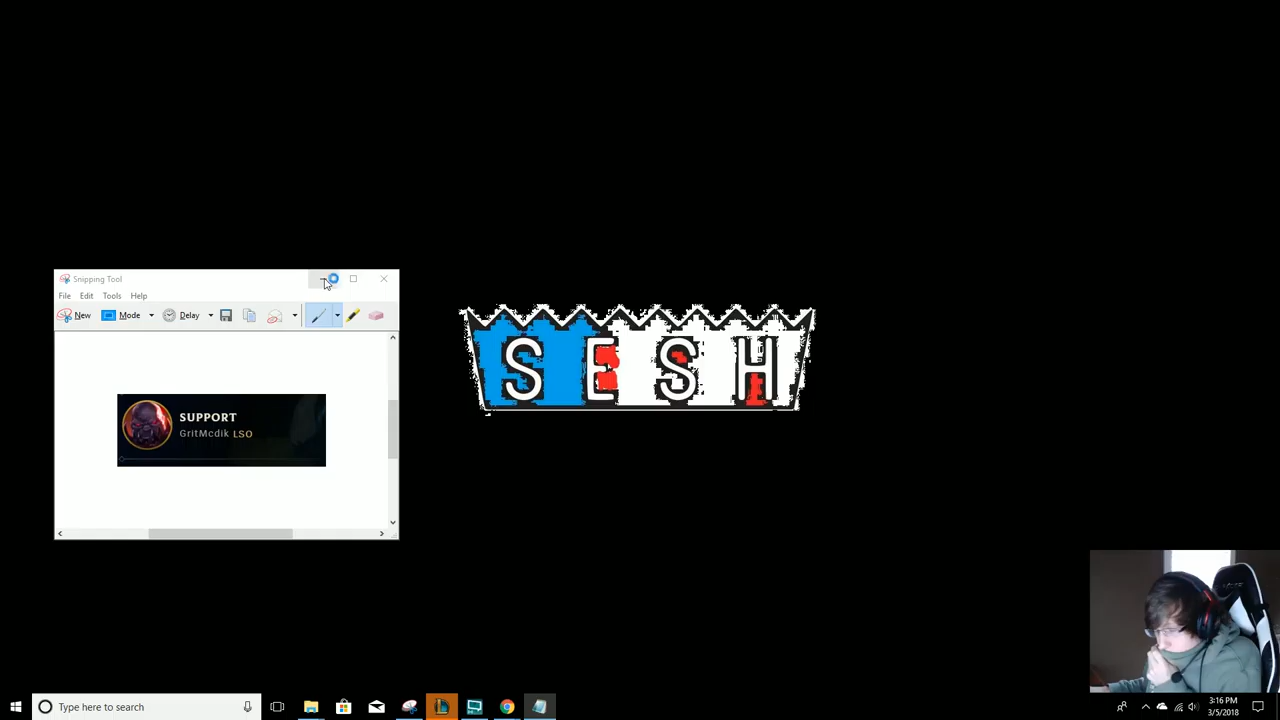 Snipping Tool
File Edit Tools Help
New Mode Delay
SUPPORT
GritMcdik LSO
SESH
Type here to search
3:16 PM
3/5/2018